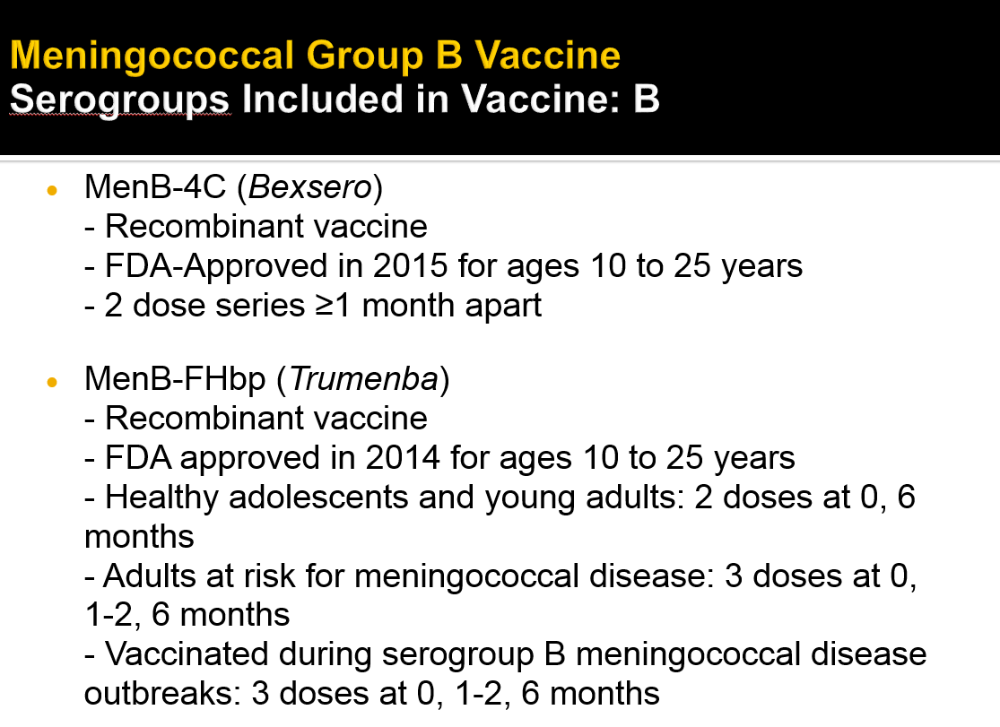 Meningococcal Group B Vaccine
Serogroups Included in Vaccine: B
• MenB-4C (Bexsero)
- Recombinant vaccine
- FDA-Approved in 2015 for ages 10 to 25 years
- 2 dose series ≥1 month apart
• MenB-FHbp (Trumenba)
- Recombinant vaccine
- FDA approved in 2014 for ages 10 to 25 years
- Healthy adolescents and young adults: 2 doses at 0, 6
months
- Adults at risk for meningococcal disease: 3 doses at 0,
1-2, 6 months
- Vaccinated during serogroup B meningococcal disease
outbreaks: 3 doses at 0, 1-2, 6 months